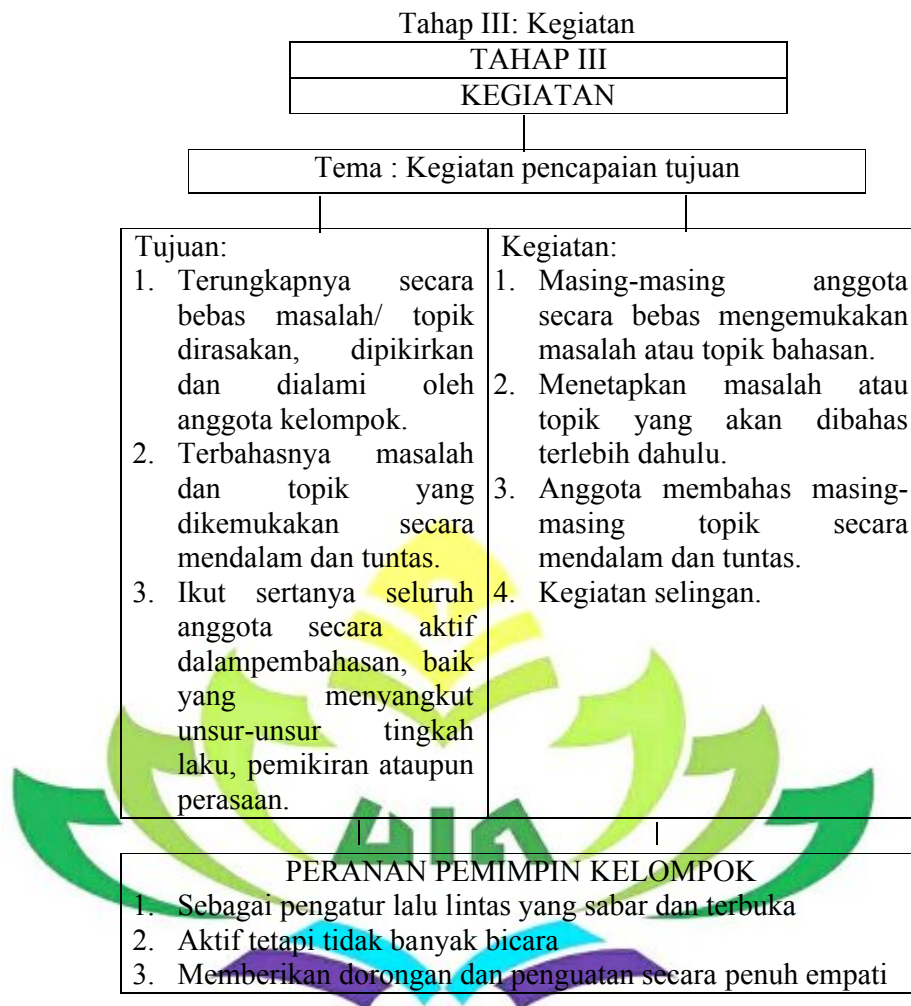 Tahap III: Kegiatan
TAHAP III
KEGIATAN
Tema : Kegiatan pencapaian tujuan
Tujuan:
1. Terungkapnya secara
bebas masalah/ topik
dirasakan, dipikirkan
dan dialami oleh
anggota kelompok.
2. Terbahasnya masalah
dan topik yang
dikemukakan secara
mendalam dan tuntas.
3. Ikut sertanya seluruh
anggota secara aktif
dalampembahasan, baik
yang menyangkut
unsur-unsur tingkah
laku, pemikiran ataupun
perasaan.
Kegiatan:
1. Masing-masing anggota
secara bebas mengemukakan
masalah atau topik bahasan.
2. Menetapkan masalah atau
topik yang akan dibahas
terlebih dahulu.
3. Anggota membahas masing-
masing topik secara
mendalam dan tuntas.
4. Kegiatan selingan.
PERANAN PEMIMPIN KELOMPOK
1. Sebagai pengatur lalu lintas yang sabar dan terbuka
2. Aktif tetapi tidak banyak bicara
3. Memberikan dorongan dan penguatan secara penuh empati